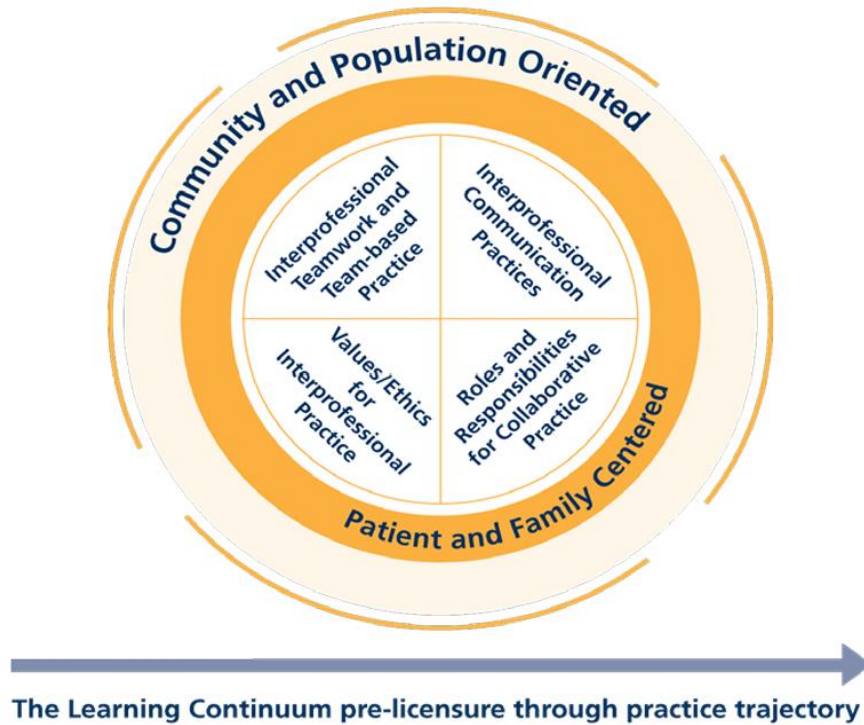 Community and Population Oriented
Interprofessional
Teamwork and
Team-based
Practice
Interprofessional
Communication
Practices
Values/Ethics
for
Interprofessional
Practice
Roles and
Responsibilities
for Collaborative
Practice
Patient and Family Centered
The Learning Continuum pre-licensure through practice trajectory